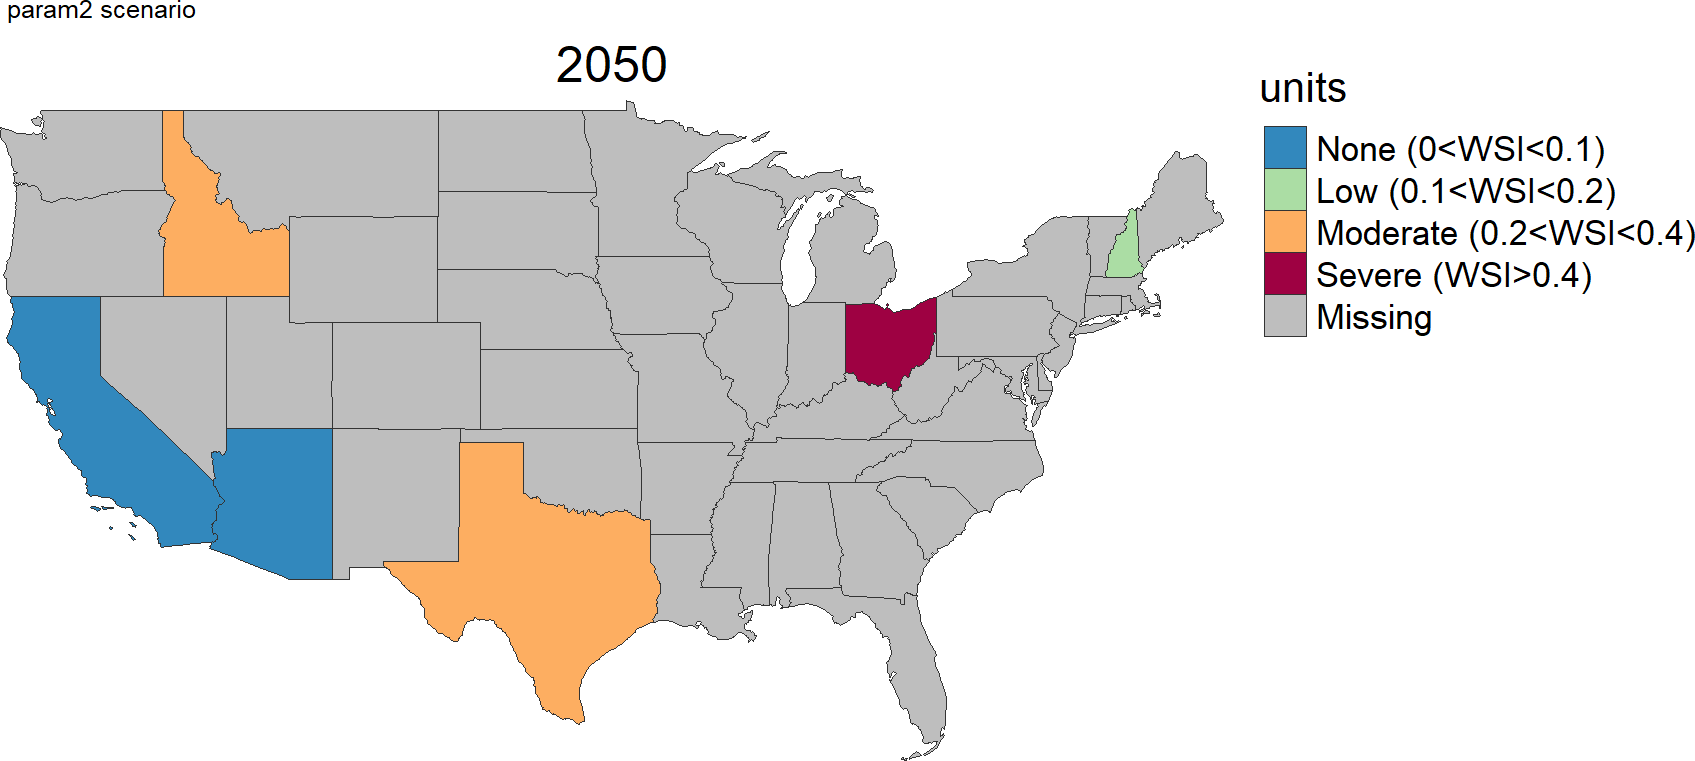 param2 scenario
2050
units
None (0<WSI<0.1)
Low (0.1<WSI<0.2)
Moderate (0.2<WSI<0.4)
Severe (WSI>0.4)
Missing